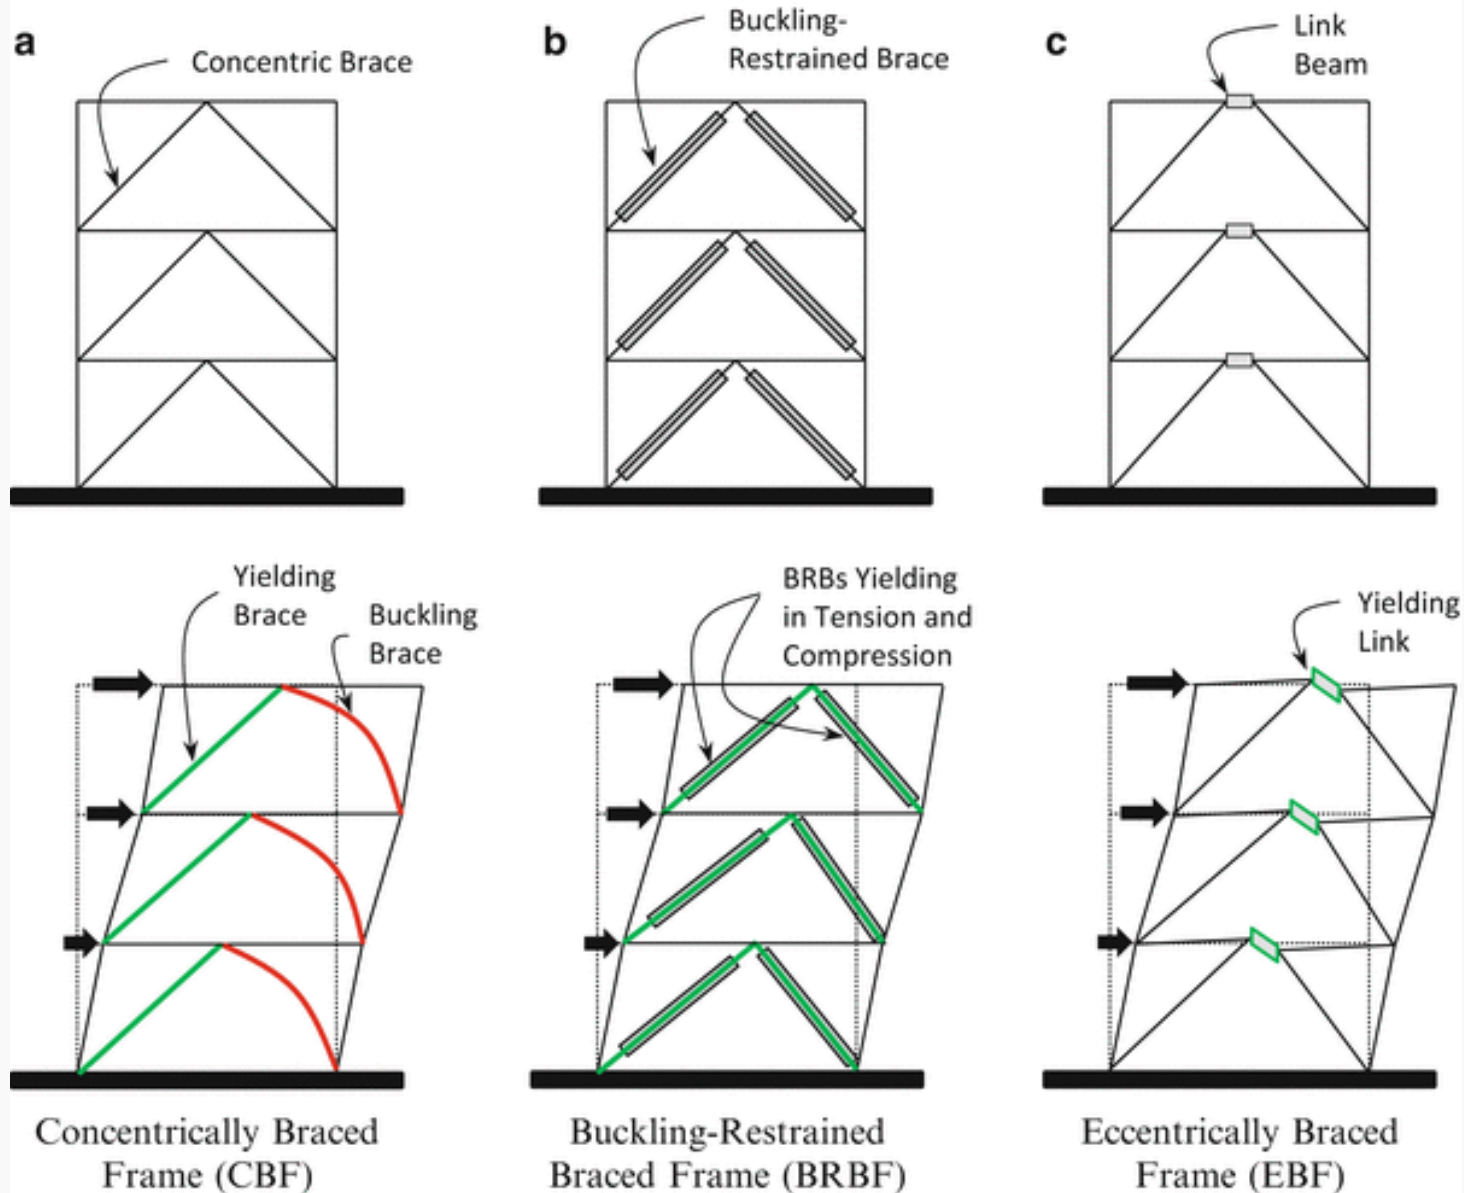 a
Concentric Brace
b
Buckling-
Restrained Brace
c
Link
Beam
Yielding
Brace
Buckling
Brace
BRBs Yielding
in Tension and
Compression
Yielding
Link
Concentrically Braced
Frame (CBF)
Buckling-Restrained
Braced Frame (BRBF)
Eccentrically Braced
Frame (EBF)